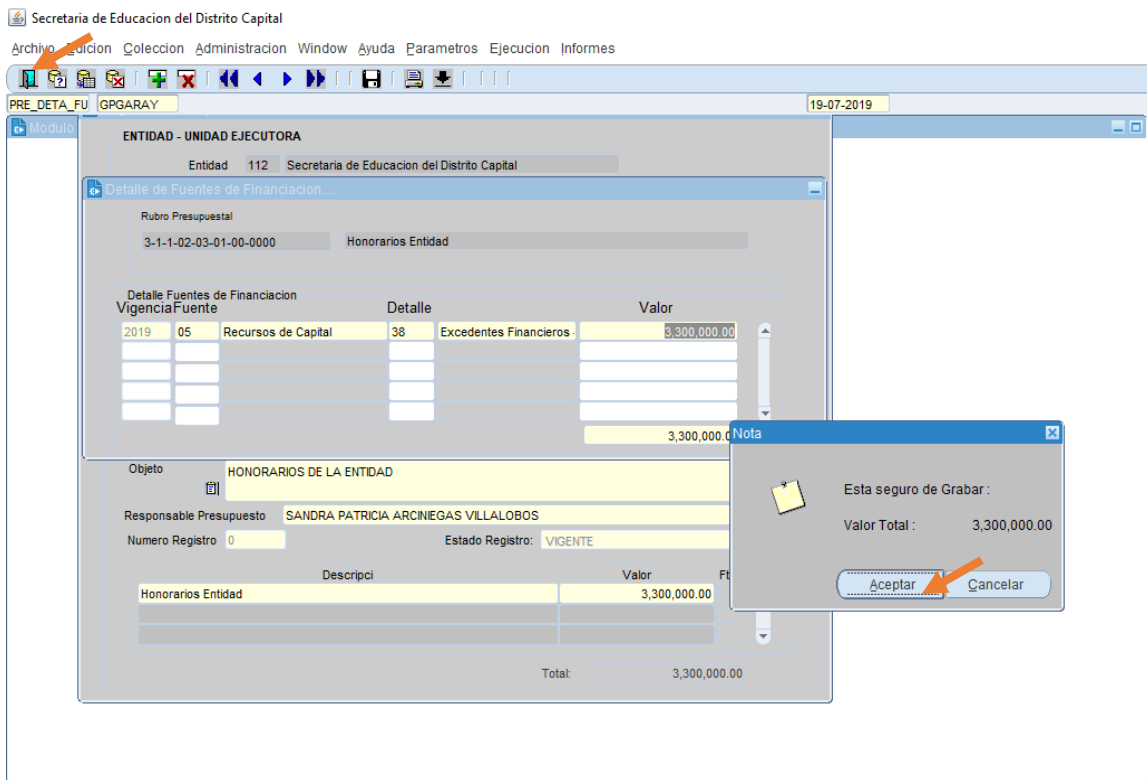 Secretaria de Educacion del Distrito Capital
Archivo Edicion Coleccion Administracion Window Ayuda Parametros Ejecucion Informes
PRE_DETA_FU GPGARAY 19-07-2019
Modulo
ENTIDAD - UNIDAD EJECUTORA
Entidad 112 Secretaria de Educacion del Distrito Capital
Detalle de Fuentes de Financiacion...
Rubro Presupuestal
3-1-1-02-03-01-00-0000 Honorarios Entidad
Detalle Fuentes de Financiacion
Vigencia Fuente Detalle Valor
2019 05 Recursos de Capital 38 Excedentes Financieros 3,300,000.00
3,300,000.0
Nota
Esta seguro de Grabar :
Valor Total : 3,300,000.00
Aceptar Cancelar
Objeto HONORARIOS DE LA ENTIDAD
Responsable Presupuesto SANDRA PATRICIA ARCINIEGAS VILLALOBOS
Numero Registro 0 Estado Registro: VIGENTE
Descripci Valor Ft
Honorarios Entidad 3,300,000.00
Total: 3,300,000.00